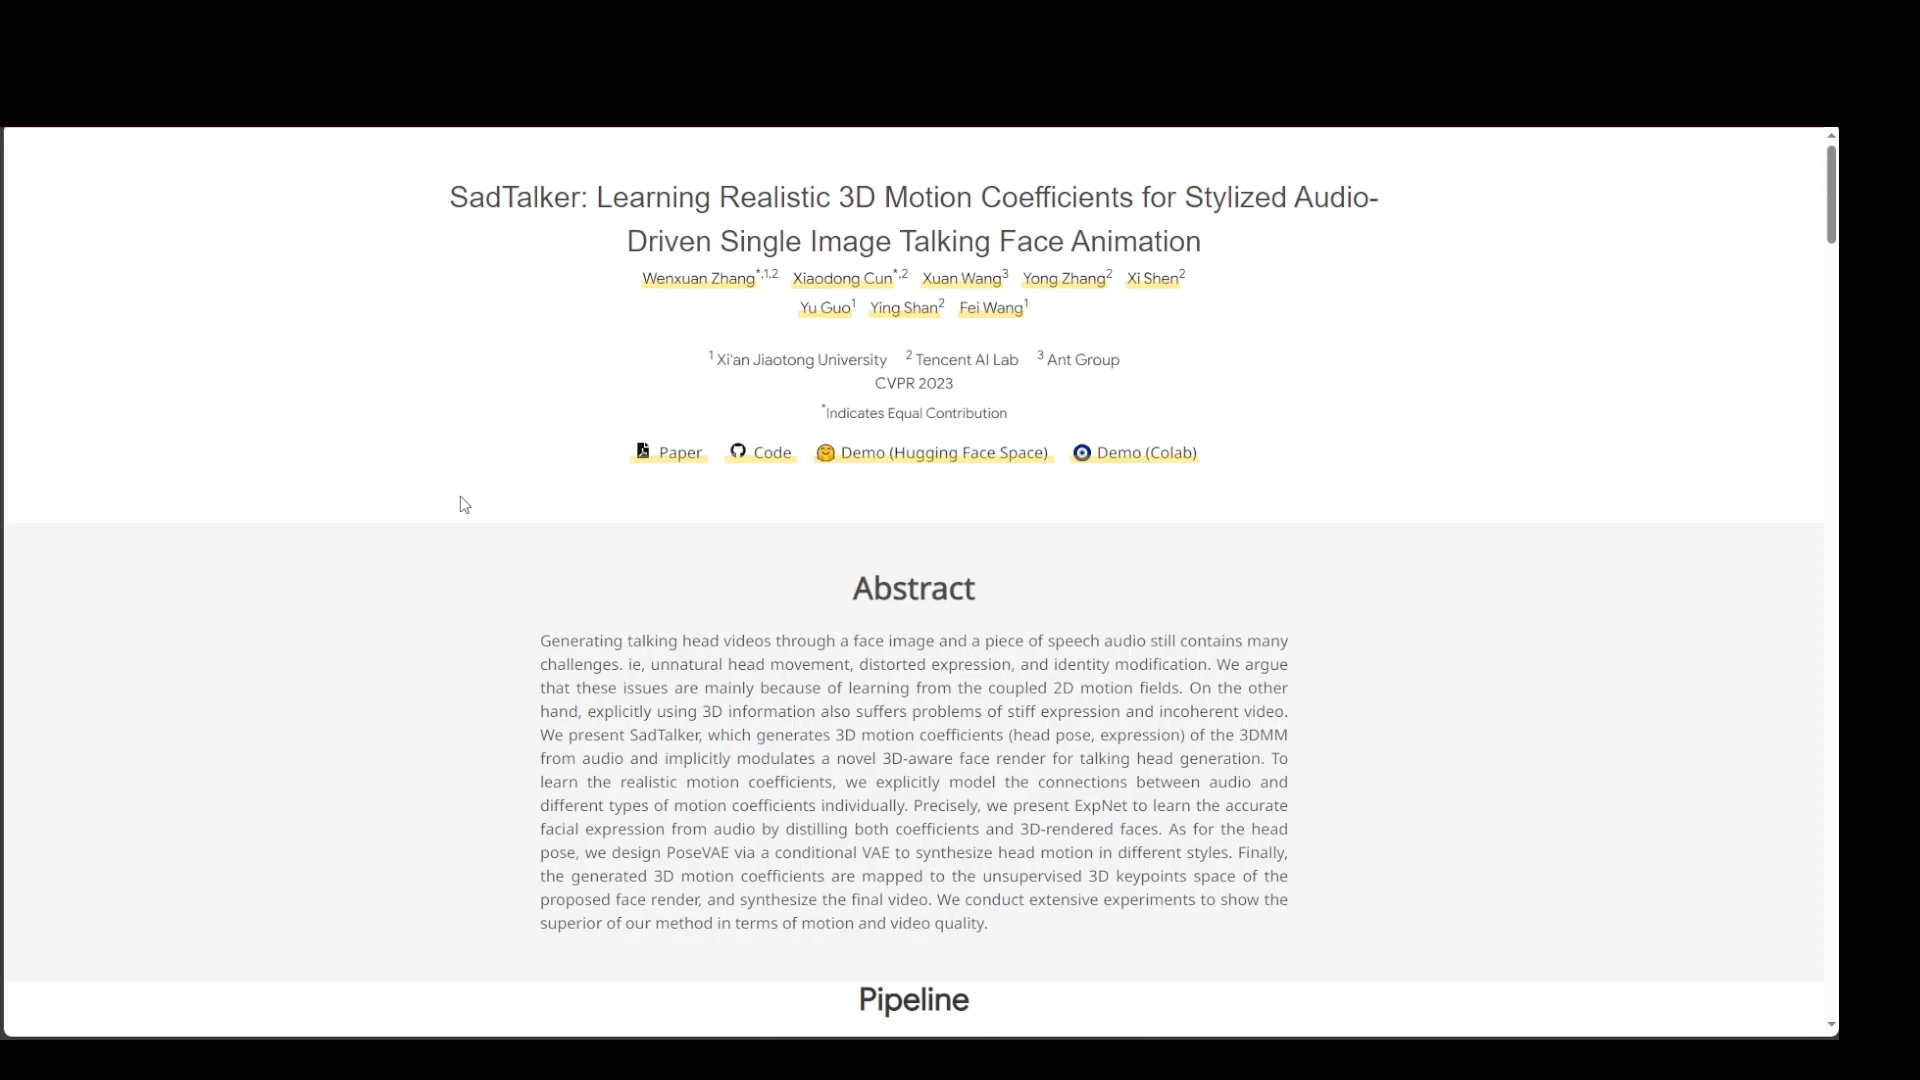 SadTalker: Learning Realistic 3D Motion Coefficients for Stylized Audio-
Driven Single Image Talking Face Animation
Wenxuan Zhang*,1,2 Xiaodong Cun*,2 Xuan Wang3 Yong Zhang2 Xi Shen2
Yu Guo1 Ying Shan2 Fei Wang1
1 Xi'an Jiaotong University 2 Tencent AI Lab 3 Ant Group
CVPR 2023
*Indicates Equal Contribution
Paper Code Demo (Hugging Face Space) Demo (Colab)
Abstract
Generating talking head videos through a face image and a piece of speech audio still contains many
challenges. ie, unnatural head movement, distorted expression, and identity modification. We argue
that these issues are mainly because of learning from the coupled 2D motion fields. On the other
hand, explicitly using 3D information also suffers problems of stiff expression and incoherent video.
We present SadTalker, which generates 3D motion coefficients (head pose, expression) of the 3DMM
from audio and implicitly modulates a novel 3D-aware face render for talking head generation. To
learn the realistic motion coefficients, we explicitly model the connections between audio and
different types of motion coefficients individually. Precisely, we present ExpNet to learn the accurate
facial expression from audio by distilling both coefficients and 3D-rendered faces. As for the head
pose, we design PoseVAE via a conditional VAE to synthesize head motion in different styles. Finally,
the generated 3D motion coefficients are mapped to the unsupervised 3D keypoints space of the
proposed face render, and synthesize the final video. We conduct extensive experiments to show the
superior of our method in terms of motion and video quality.
Pipeline